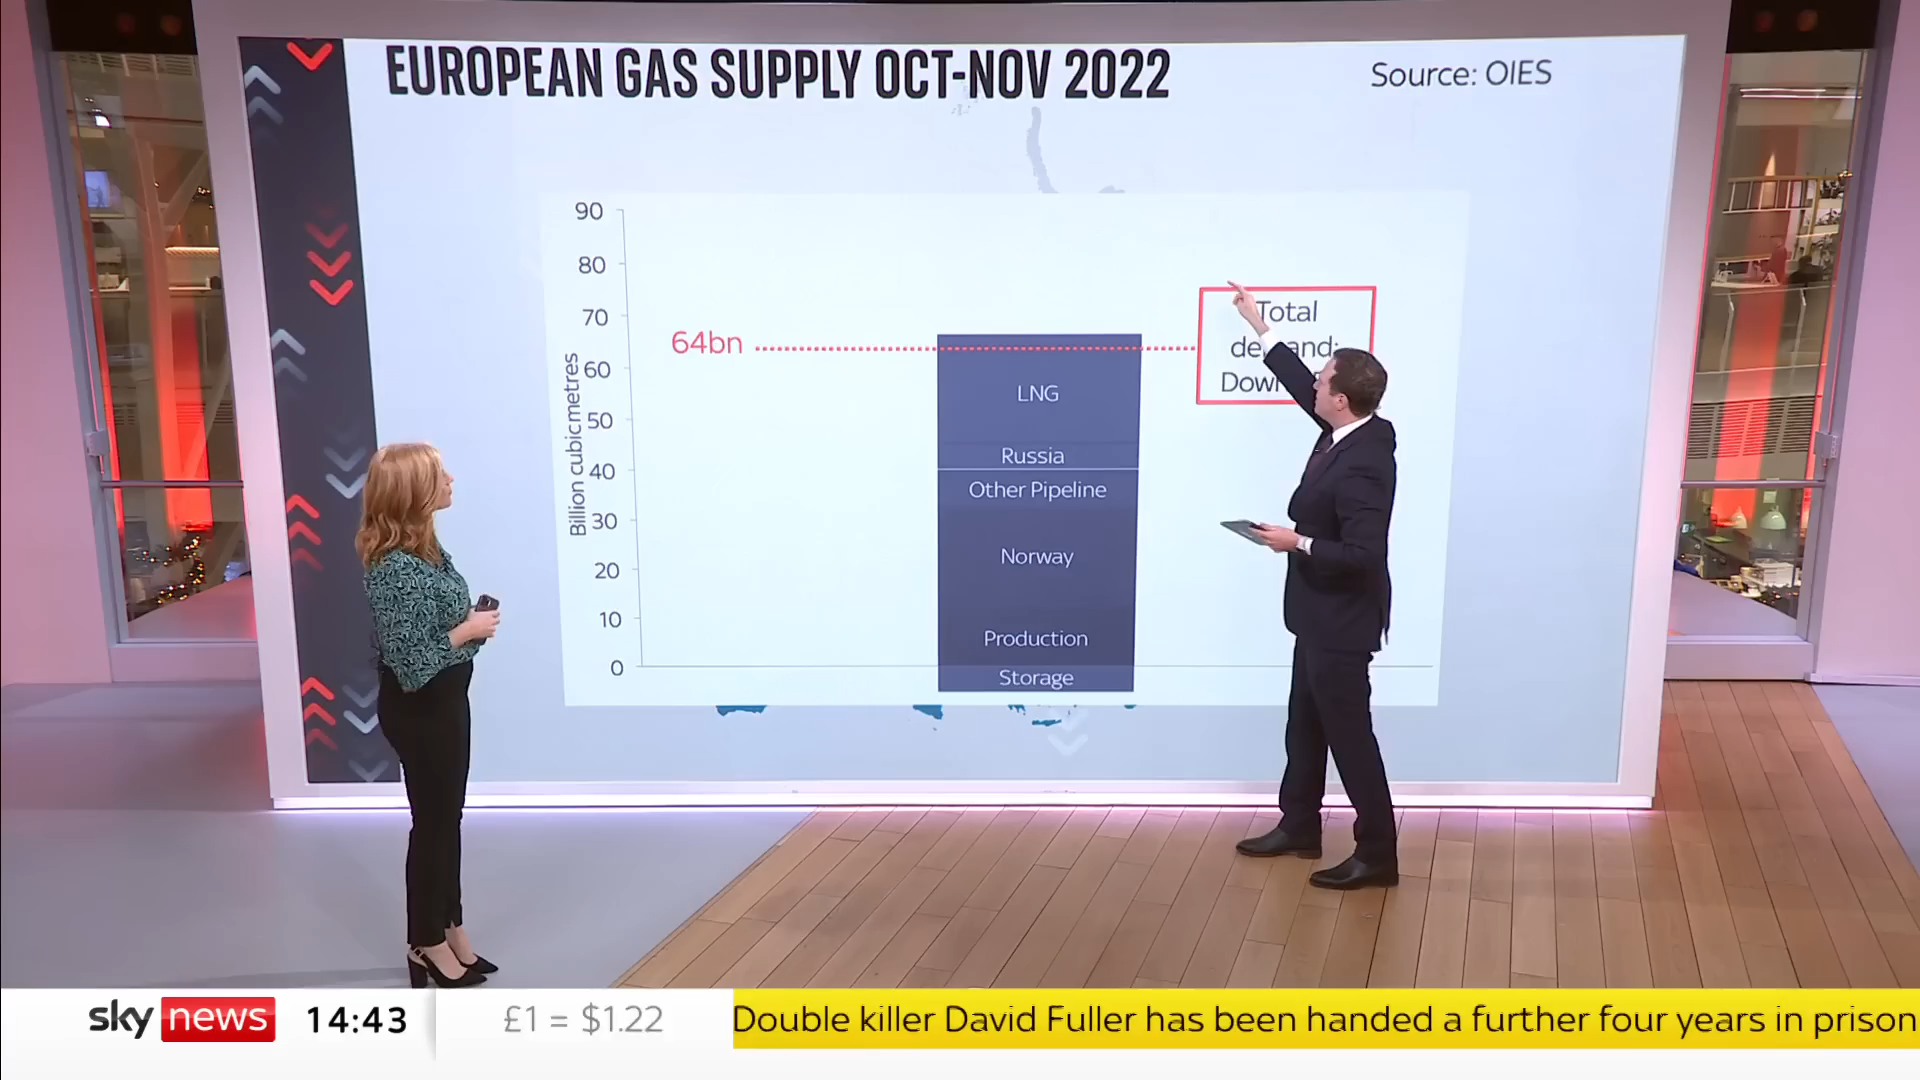 EUROPEAN GAS SUPPLY OCT-NOV 2022
Source: OIES
90
80
70
60
50
40
30
20
10
0
Billion cubicmetres
64bn
LNG
Russia
Other Pipeline
Norway
Production
Storage
Total
demand:
sky news
14:43
£1 = $1.22
Double killer David Fuller has been handed a further four years in prison